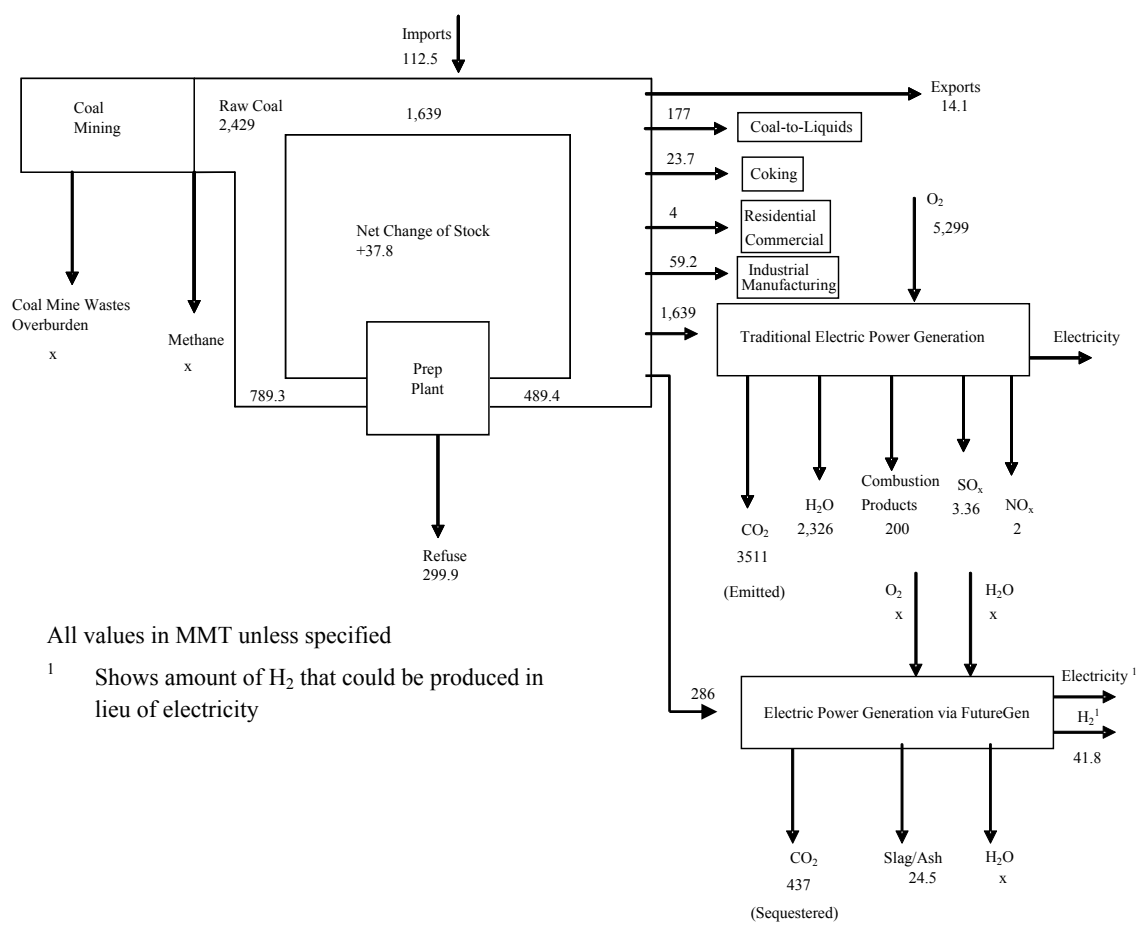 Imports
112.5
Coal
Mining
Raw Coal
2,429
1,639
Exports
14.1
177
Coal-to-Liquids
23.7
Coking
4
Residential
Commercial
59.2
Industrial
Manufacturing
O₂
5,299
Net Change of Stock
+37.8
1,639
Traditional Electric Power Generation
Electricity
Coal Mine Wastes
Overburden
x
Methane
x
Prep
Plant
789.3
489.4
Refuse
299.9
CO₂
3511
(Emitted)
H₂O
2,326
Combustion
Products
200
SOₓ
3.36
NOₓ
2
O₂
x
H₂O
x
All values in MMT unless specified
¹ Shows amount of H₂ that could be produced in
lieu of electricity
286
Electric Power Generation via FutureGen
Electricity ¹
H₂¹
41.8
CO₂
437
(Sequestered)
Slag/Ash
24.5
H₂O
x